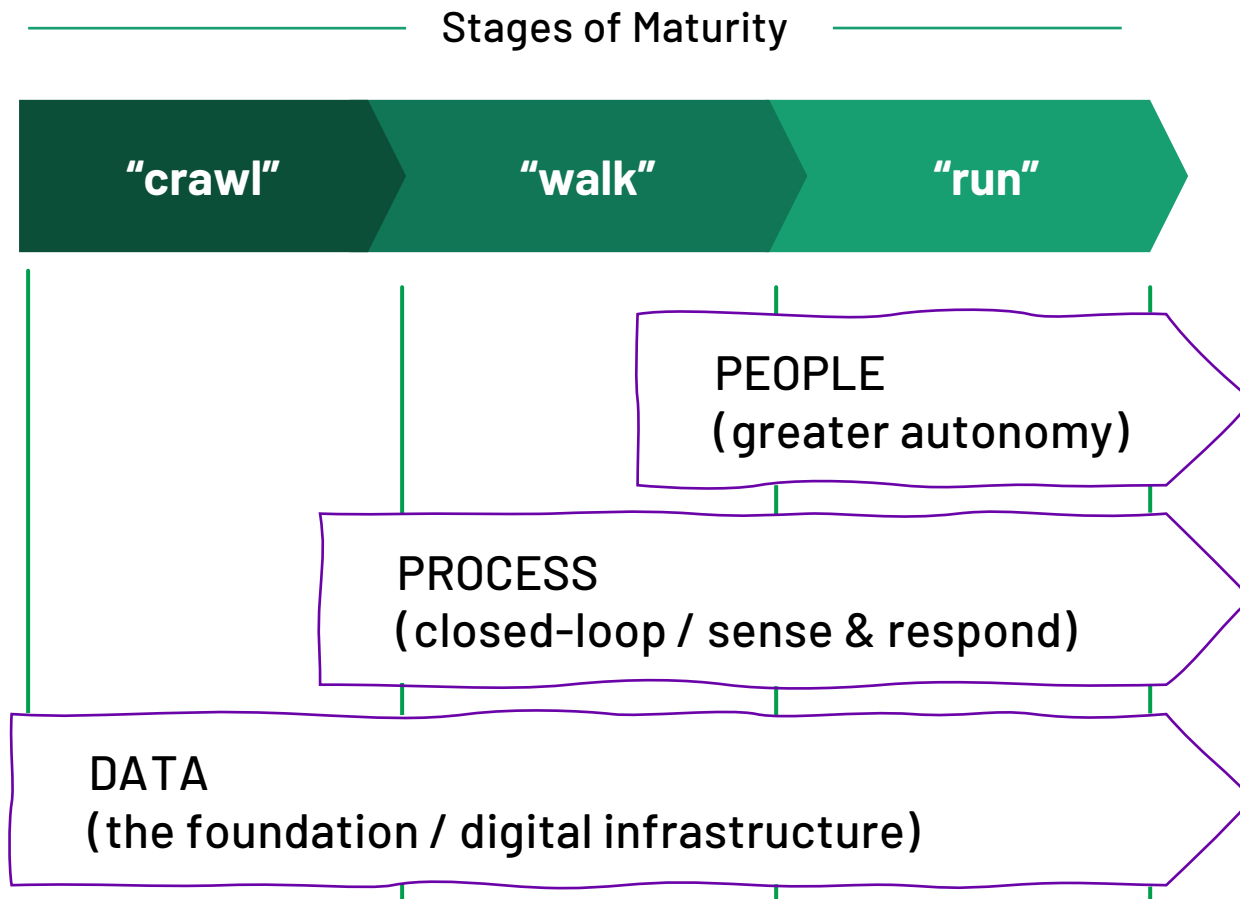 Stages of Maturity
“crawl”
“walk”
“run”
PEOPLE
(greater autonomy)
PROCESS
(closed-loop / sense & respond)
DATA
(the foundation / digital infrastructure)